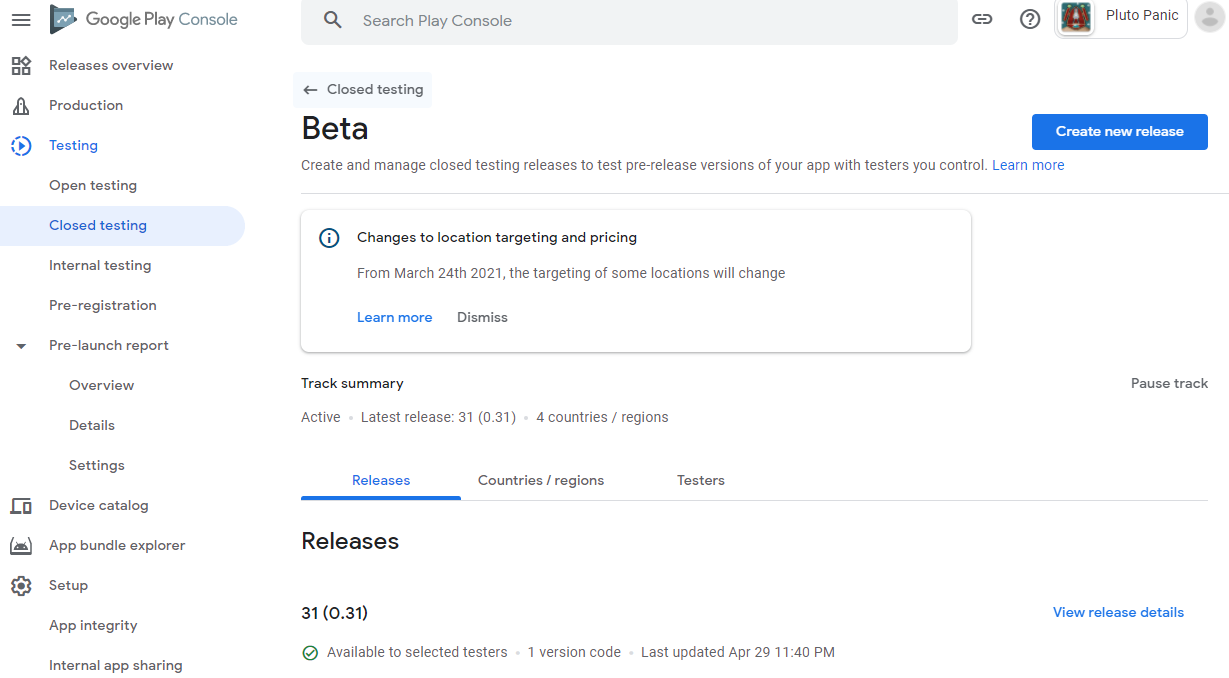 Google Play Console
Search Play Console
Pluto Panic
Releases overview
Production
Testing
Open testing
Closed testing
Internal testing
Pre-registration
Pre-launch report
Overview
Details
Settings
Device catalog
App bundle explorer
Setup
App integrity
Internal app sharing
← Closed testing
Beta
Create new release
Create and manage closed testing releases to test pre-release versions of your app with testers you control. Learn more
Changes to location targeting and pricing
From March 24th 2021, the targeting of some locations will change
Learn more Dismiss
Track summary
Pause track
Active • Latest release: 31 (0.31) • 4 countries / regions
Releases Countries / regions Testers
Releases
31 (0.31)
View release details
Available to selected testers • 1 version code • Last updated Apr 29 11:40 PM